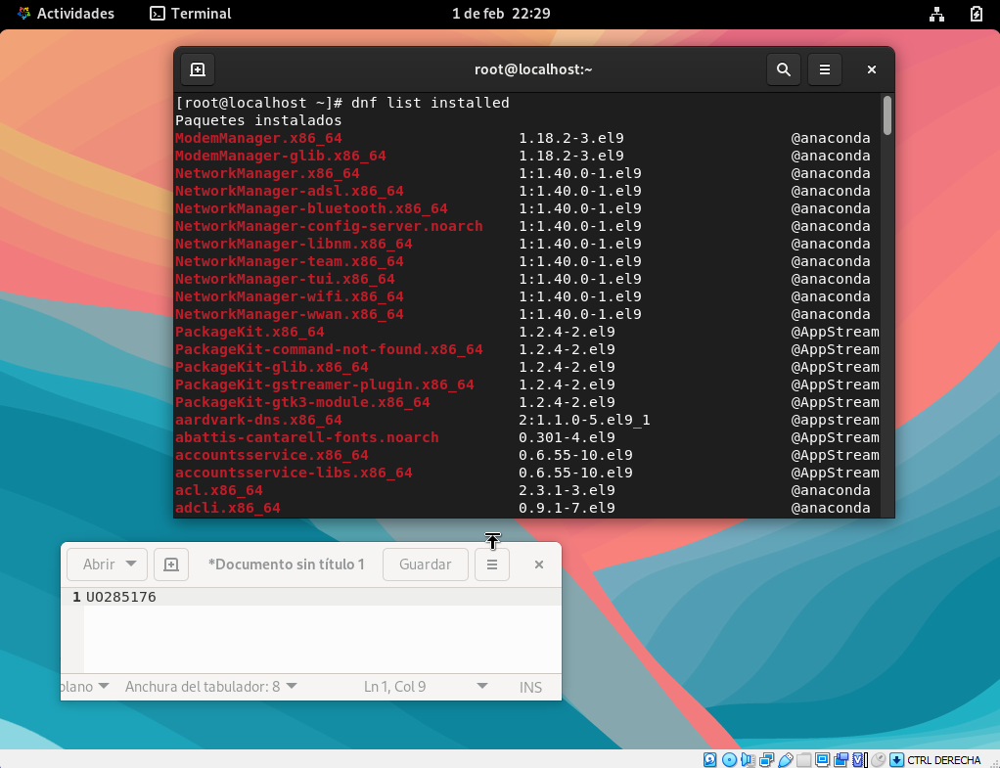 Actividades Terminal 1 de feb 22:29
root@localhost:~
[root@localhost ~]# dnf list installed
Paquetes instalados
ModemManager.x86_64 1.18.2-3.el9 @anaconda
ModemManager-glib.x86_64 1.18.2-3.el9 @anaconda
NetworkManager.x86_64 1:1.40.0-1.el9 @anaconda
NetworkManager-adsl.x86_64 1:1.40.0-1.el9 @anaconda
NetworkManager-bluetooth.x86_64 1:1.40.0-1.el9 @anaconda
NetworkManager-config-server.noarch 1:1.40.0-1.el9 @anaconda
NetworkManager-libnm.x86_64 1:1.40.0-1.el9 @anaconda
NetworkManager-team.x86_64 1:1.40.0-1.el9 @anaconda
NetworkManager-tui.x86_64 1:1.40.0-1.el9 @anaconda
NetworkManager-wifi.x86_64 1:1.40.0-1.el9 @anaconda
NetworkManager-wwan.x86_64 1:1.40.0-1.el9 @anaconda
PackageKit.x86_64 1.2.4-2.el9 @AppStream
PackageKit-command-not-found.x86_64 1.2.4-2.el9 @AppStream
PackageKit-glib.x86_64 1.2.4-2.el9 @AppStream
PackageKit-gstreamer-plugin.x86_64 1.2.4-2.el9 @AppStream
PackageKit-gtk3-module.x86_64 1.2.4-2.el9 @AppStream
aardvark-dns.x86_64 2:1.1.0-5.el9_1 @appstream
abattis-cantarell-fonts.noarch 0.301-4.el9 @AppStream
accountsservice.x86_64 0.6.55-10.el9 @AppStream
accountsservice-libs.x86_64 0.6.55-10.el9 @AppStream
acl.x86_64 2.3.1-3.el9 @anaconda
adcli.x86_64 0.9.1-7.el9 @anaconda
Abrir *Documento sin título 1 Guardar
1 UO285176
plano Anchura del tabulador: 8 Ln 1, Col 9 INS
CTRL DERECHA